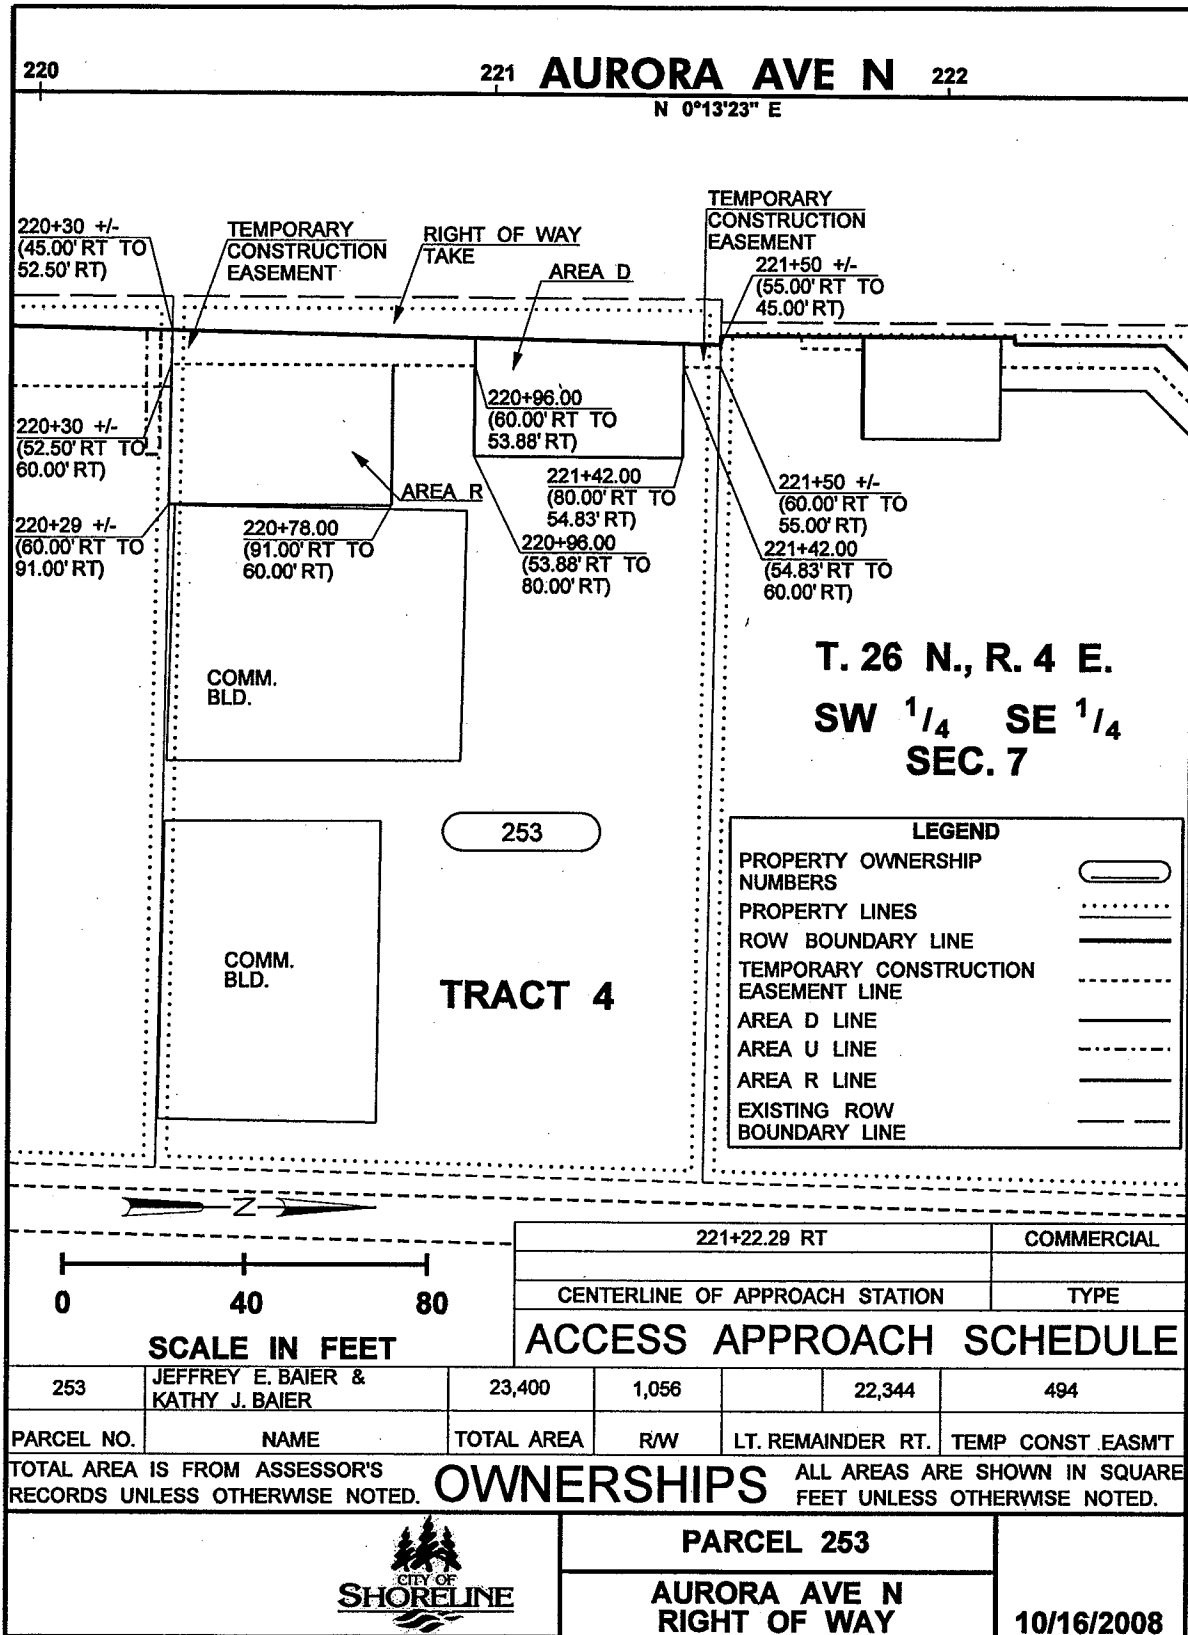 220
221 AURORA AVE N 222
N 0°13'23" E
220+30 +/-
(45.00' RT TO
52.50' RT)
TEMPORARY
CONSTRUCTION
EASEMENT
RIGHT OF WAY
TAKE
AREA D
TEMPORARY
CONSTRUCTION
EASEMENT
221+50 +/-
(55.00' RT TO
45.00' RT)
220+30 +/-
(52.50' RT TO
60.00' RT)
220+96.00
(60.00' RT TO
53.88' RT)
AREA R
221+42.00
(80.00' RT TO
54.83' RT)
221+50 +/-
(60.00' RT TO
55.00' RT)
220+29 +/-
(60.00' RT TO
91.00' RT)
220+78.00
(91.00' RT TO
60.00' RT)
220+96.00
(53.88' RT TO
80.00' RT)
221+42.00
(54.83' RT TO
60.00' RT)
T. 26 N., R. 4 E.
SW 1/4 SE 1/4
SEC. 7
COMM.
BLD.
253
COMM.
BLD.
TRACT 4
LEGEND
PROPERTY OWNERSHIP
NUMBERS
PROPERTY LINES
ROW BOUNDARY LINE
TEMPORARY CONSTRUCTION
EASEMENT LINE
AREA D LINE
AREA U LINE
AREA R LINE
EXISTING ROW
BOUNDARY LINE
N
0 40 80
SCALE IN FEET
221+22.29 RT COMMERCIAL
CENTERLINE OF APPROACH STATION TYPE
ACCESS APPROACH SCHEDULE
253 JEFFREY E. BAIER &
KATHY J. BAIER 23,400 1,056 22,344 494
PARCEL NO. NAME TOTAL AREA R/W LT. REMAINDER RT. TEMP CONST EASM'T
TOTAL AREA IS FROM ASSESSOR'S
RECORDS UNLESS OTHERWISE NOTED.
OWNERSHIPS
ALL AREAS ARE SHOWN IN SQUARE
FEET UNLESS OTHERWISE NOTED.
CITY OF
SHORELINE
PARCEL 253
AURORA AVE N
RIGHT OF WAY
10/16/2008